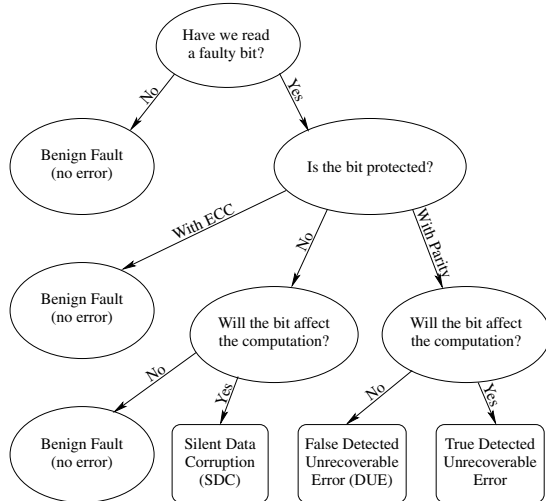 Have we read
a faulty bit?
No
Yes
Benign Fault
(no error)
Is the bit protected?
With ECC
No
With Parity
Benign Fault
(no error)
Will the bit affect
the computation?
Will the bit affect
the computation?
No
Yes
No
Yes
Benign Fault
(no error)
Silent Data
Corruption
(SDC)
False Detected
Unrecoverable
Error (DUE)
True Detected
Unrecoverable
Error